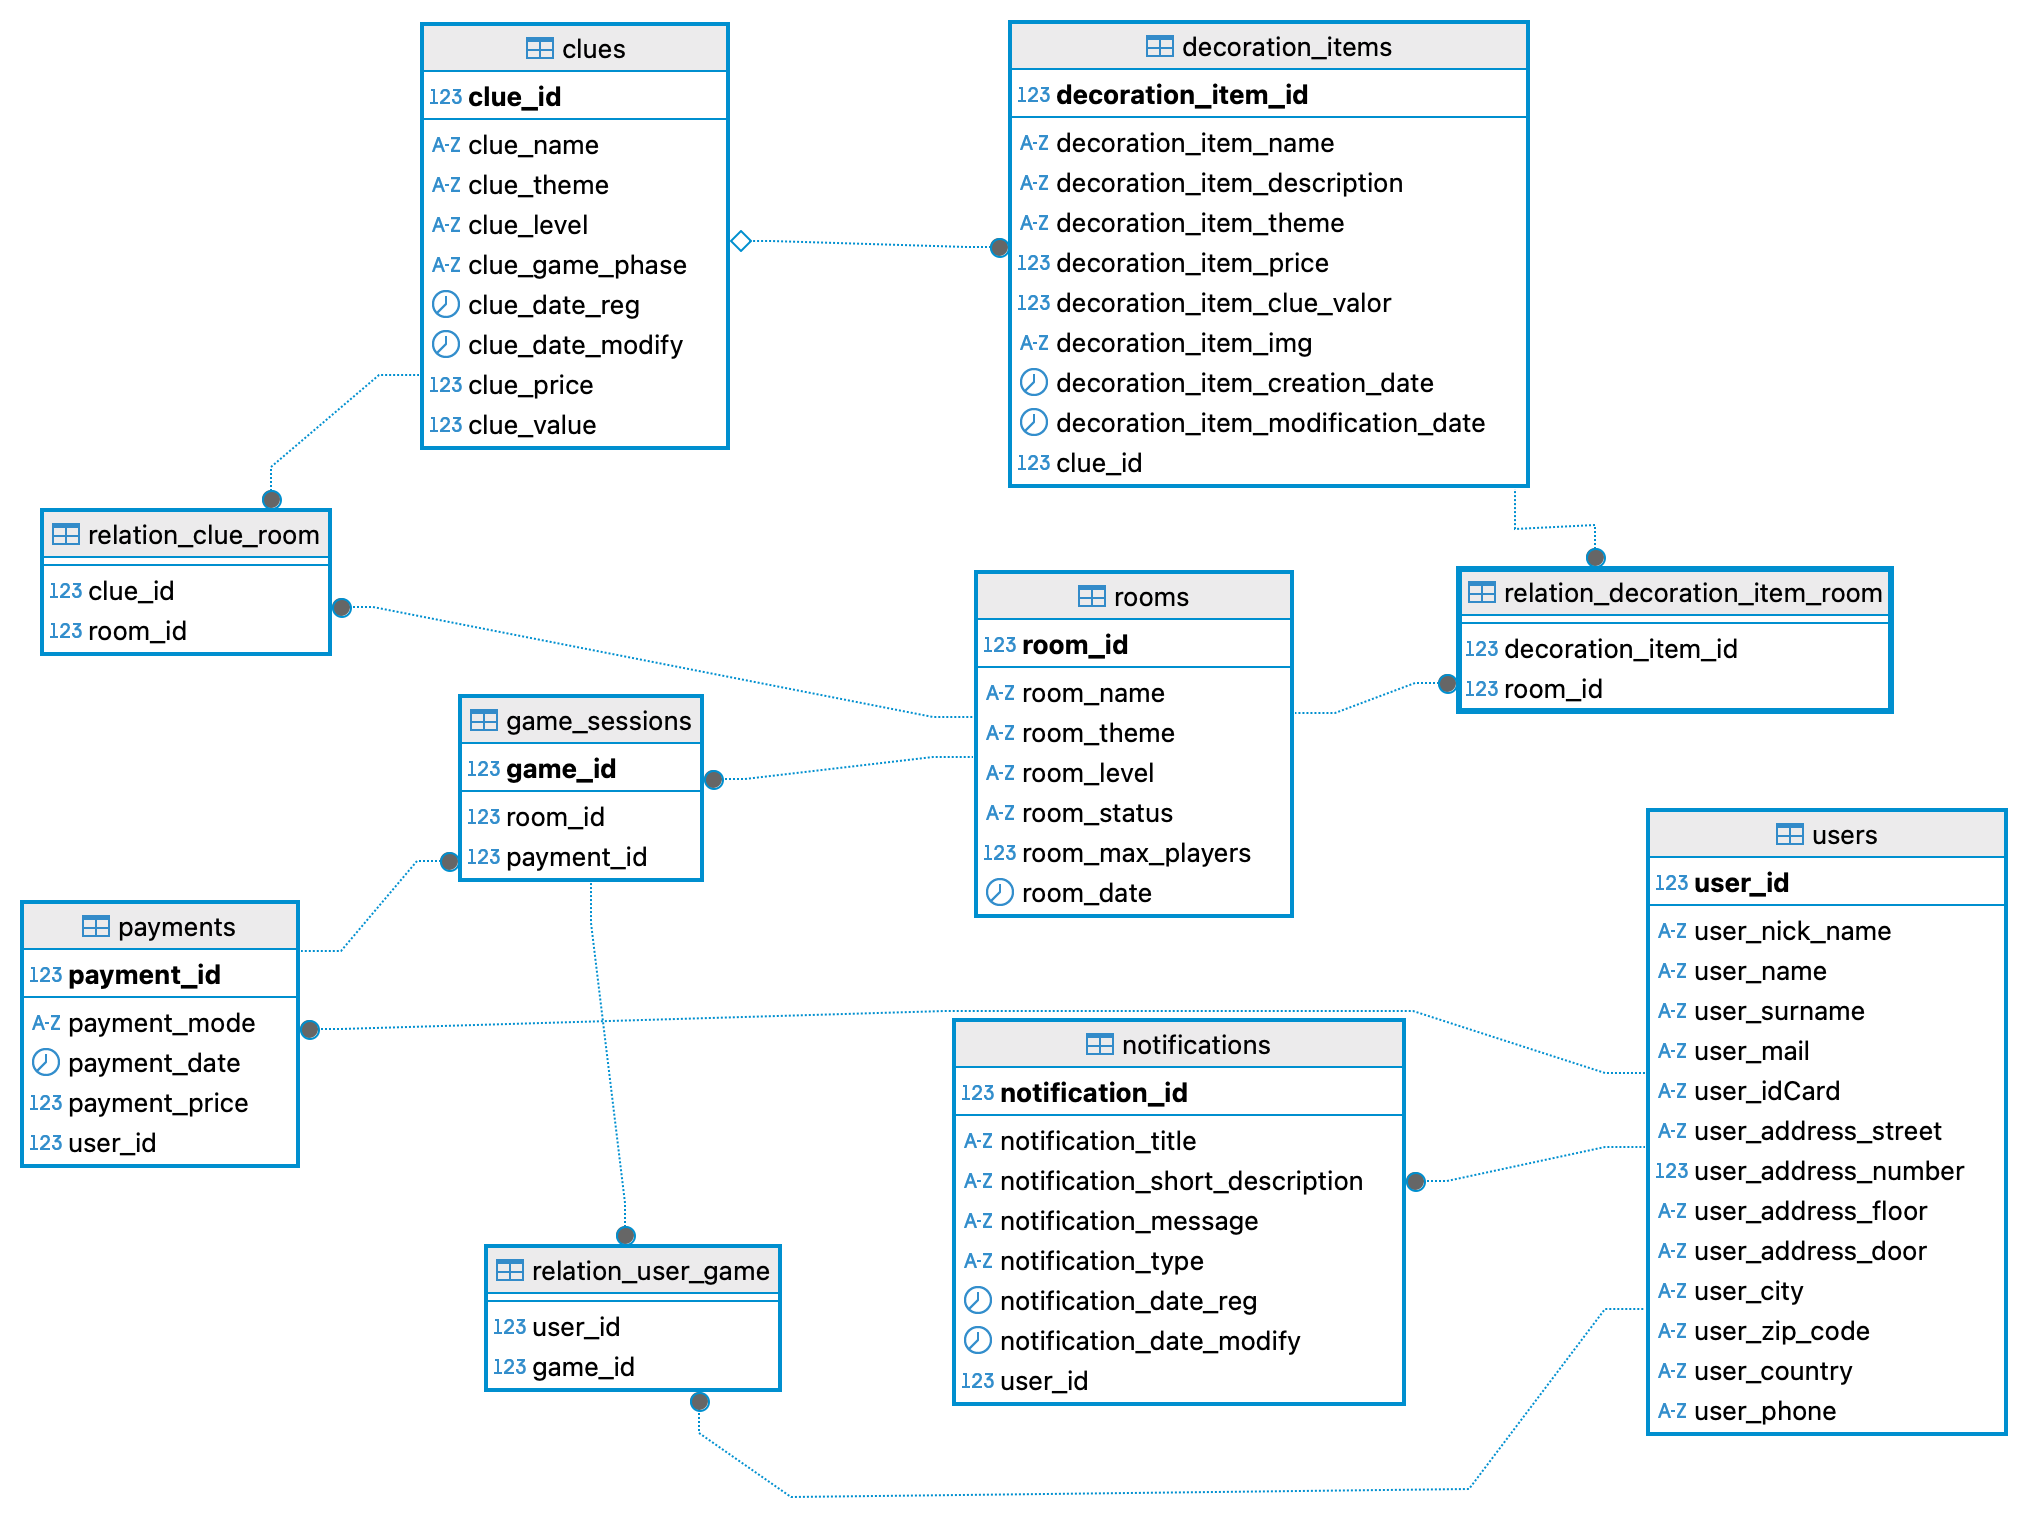 clues
123 clue_id
A-Z clue_name
A-Z clue_theme
A-Z clue_level
A-Z clue_game_phase
clue_date_reg
clue_date_modify
123 clue_price
123 clue_value
decoration_items
123 decoration_item_id
A-Z decoration_item_name
A-Z decoration_item_description
A-Z decoration_item_theme
123 decoration_item_price
123 decoration_item_clue_valor
A-Z decoration_item_img
decoration_item_creation_date
decoration_item_modification_date
123 clue_id
relation_clue_room
123 clue_id
123 room_id
rooms
123 room_id
A-Z room_name
A-Z room_theme
A-Z room_level
A-Z room_status
123 room_max_players
room_date
relation_decoration_item_room
123 decoration_item_id
123 room_id
game_sessions
123 game_id
123 room_id
123 payment_id
payments
123 payment_id
A-Z payment_mode
payment_date
123 payment_price
123 user_id
users
123 user_id
A-Z user_nick_name
A-Z user_name
A-Z user_surname
A-Z user_mail
A-Z user_idCard
A-Z user_address_street
123 user_address_number
A-Z user_address_floor
A-Z user_address_door
A-Z user_city
A-Z user_zip_code
A-Z user_country
A-Z user_phone
notifications
123 notification_id
A-Z notification_title
A-Z notification_short_description
A-Z notification_message
A-Z notification_type
notification_date_reg
notification_date_modify
123 user_id
relation_user_game
123 user_id
123 game_id